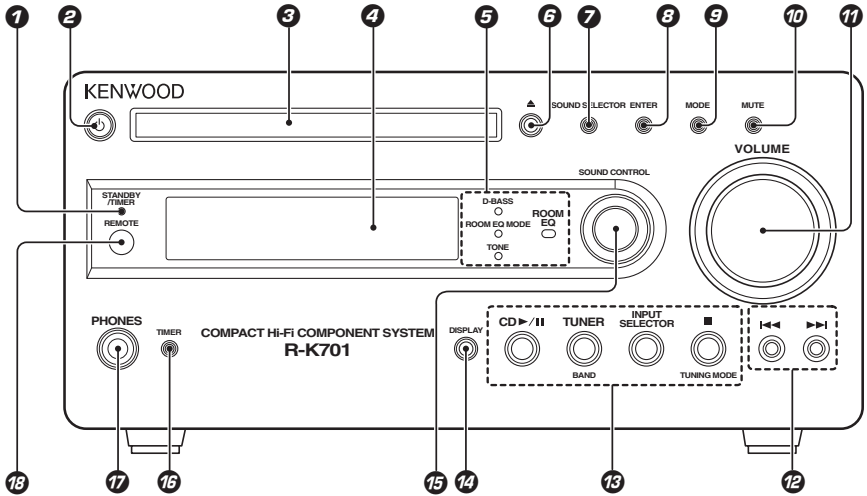 1 2 3 4 5 6 7 8 9 10 11
KENWOOD
SOUND SELECTOR ENTER MODE MUTE
VOLUME
SOUND CONTROL
STANDBY
/TIMER
REMOTE
D-BASS
ROOM EQ MODE
TONE
ROOM
EQ
PHONES
TIMER
COMPACT Hi-Fi COMPONENT SYSTEM
R-K701
DISPLAY
CD ►/II
TUNER
BAND
INPUT
SELECTOR
■
TUNING MODE
|◄◄ ►►|
18 17 16 15 14 13 12